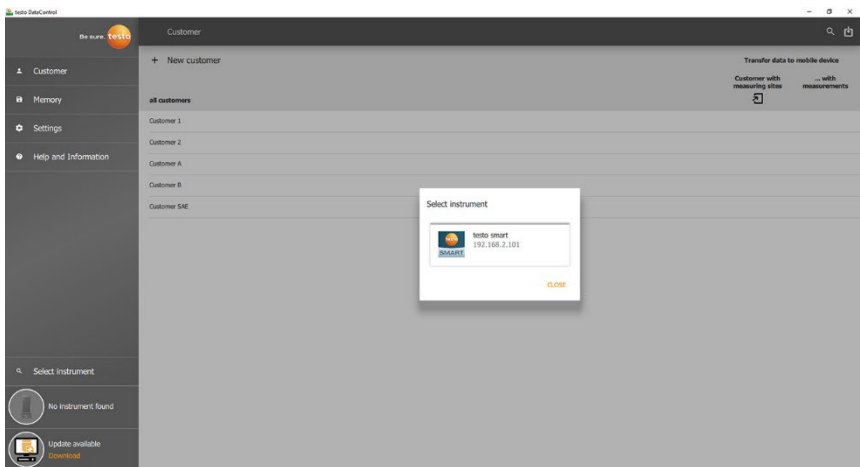 testo DataControl
Be sure. testo
Customer
Customer
Memory
Settings
Help and Information
Select instrument
No instrument found
Update available
Download
+ New customer
Transfer data to mobile device
Customer with
measuring sites
... with
measurements
all customers
Customer 1
Customer 2
Customer A
Customer B
Customer SAE
Select instrument
testo
SMART
testo smart
192.168.2.101
CLOSE